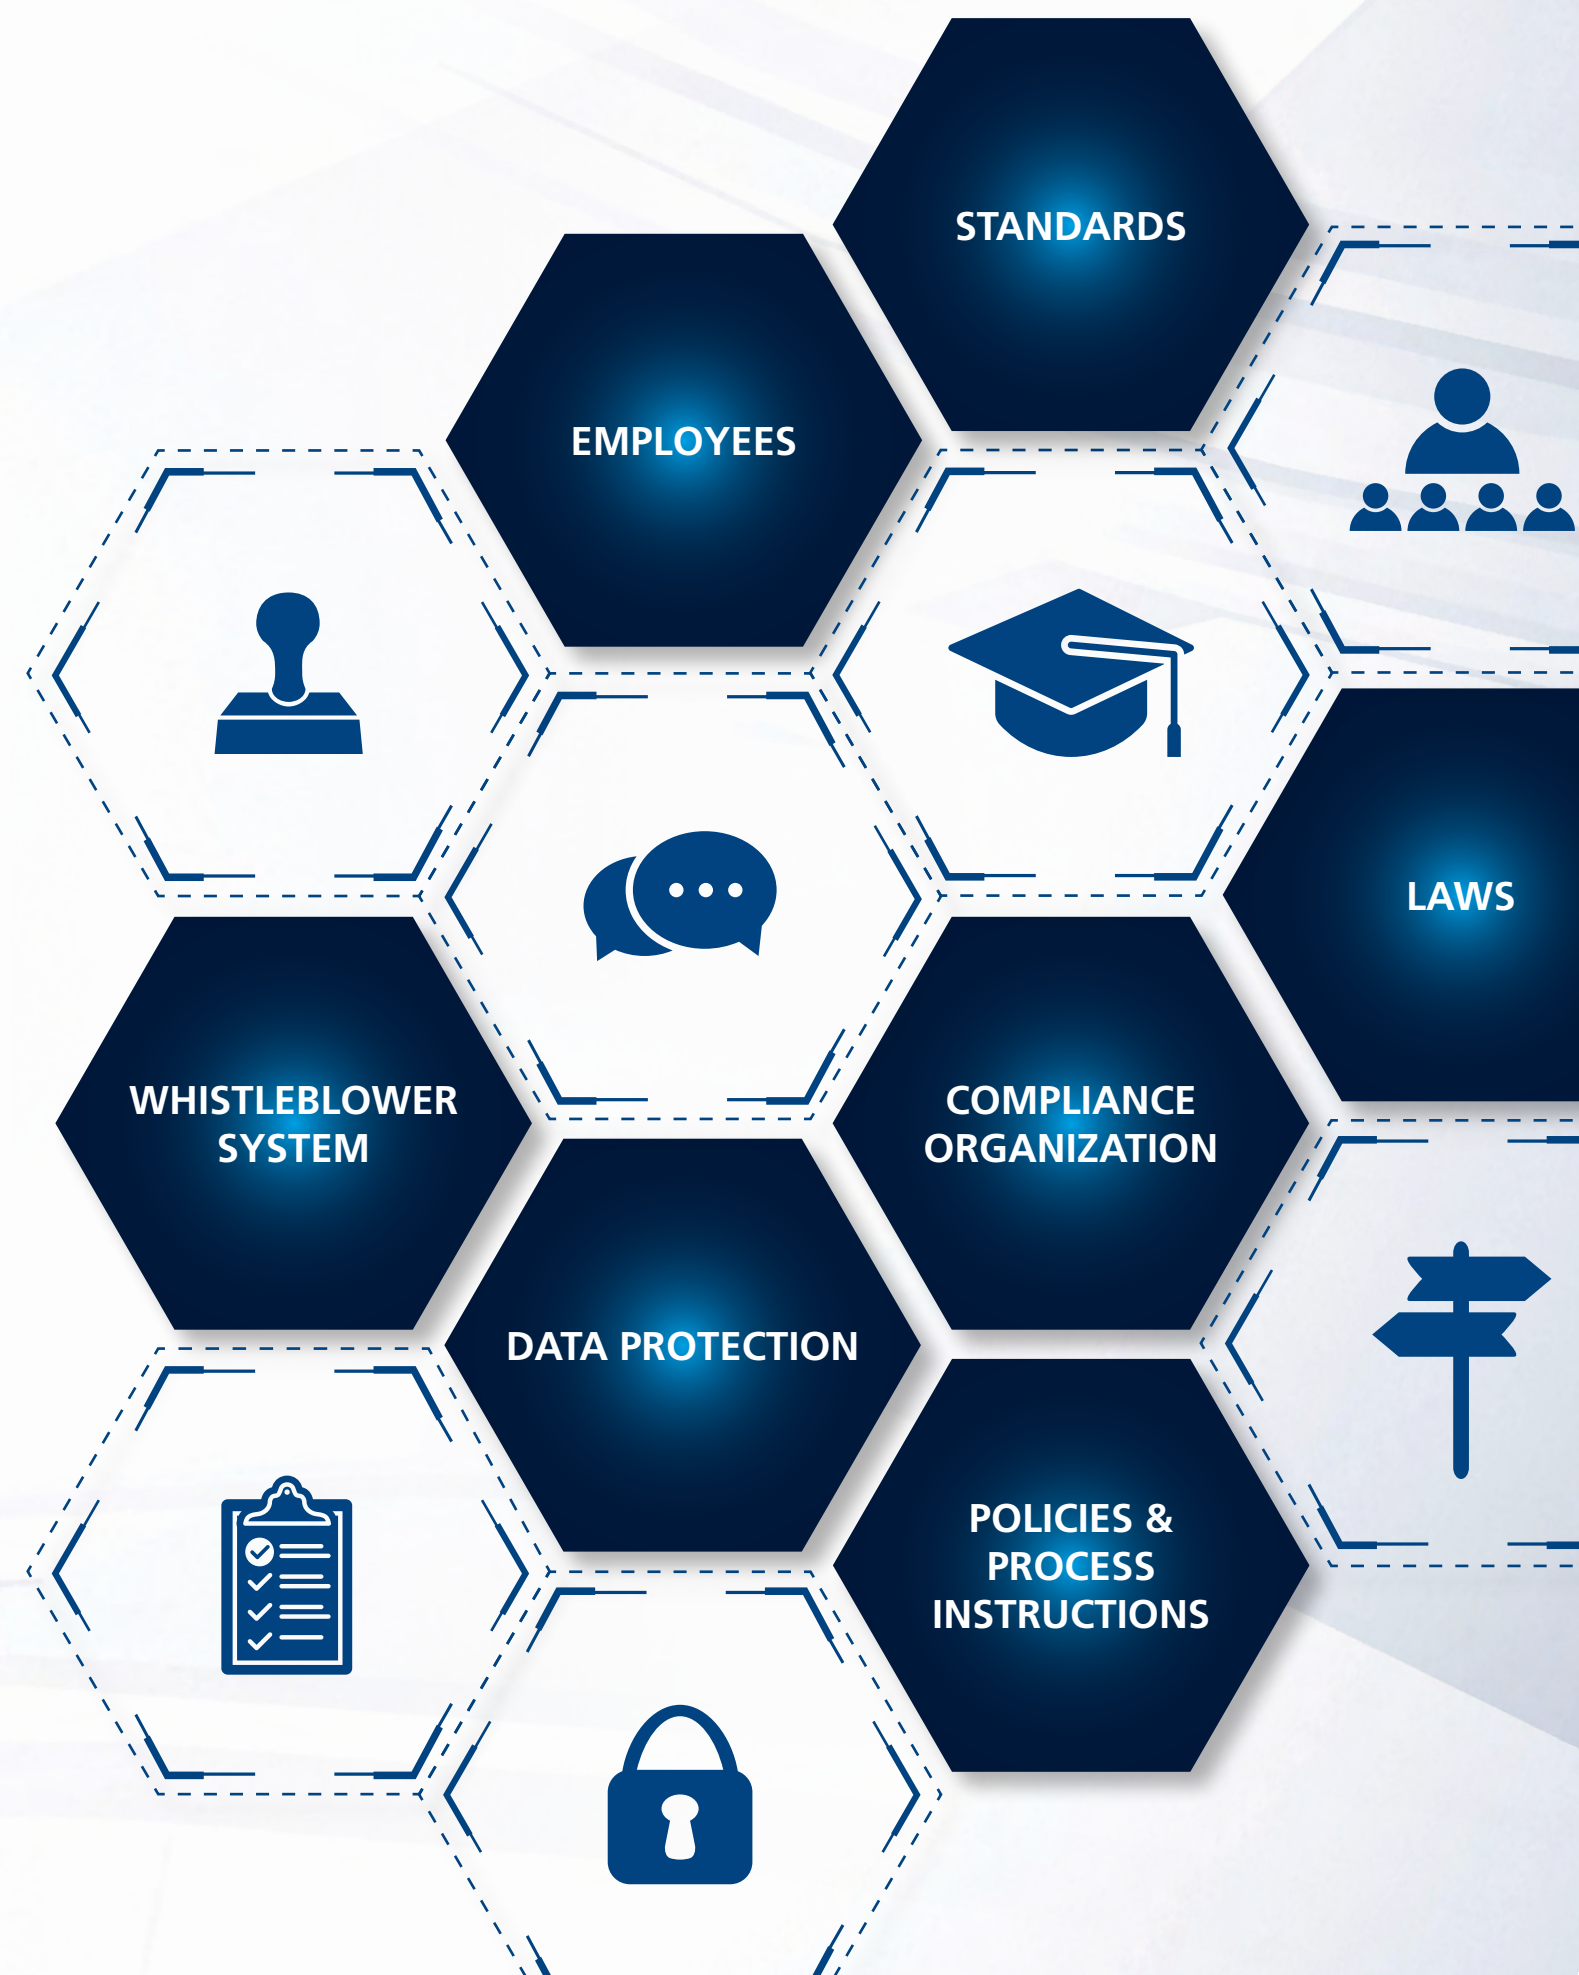 STANDARDS
EMPLOYEES
LAWS
WHISTLEBLOWER
SYSTEM
COMPLIANCE
ORGANIZATION
DATA PROTECTION
POLICIES &
PROCESS
INSTRUCTIONS